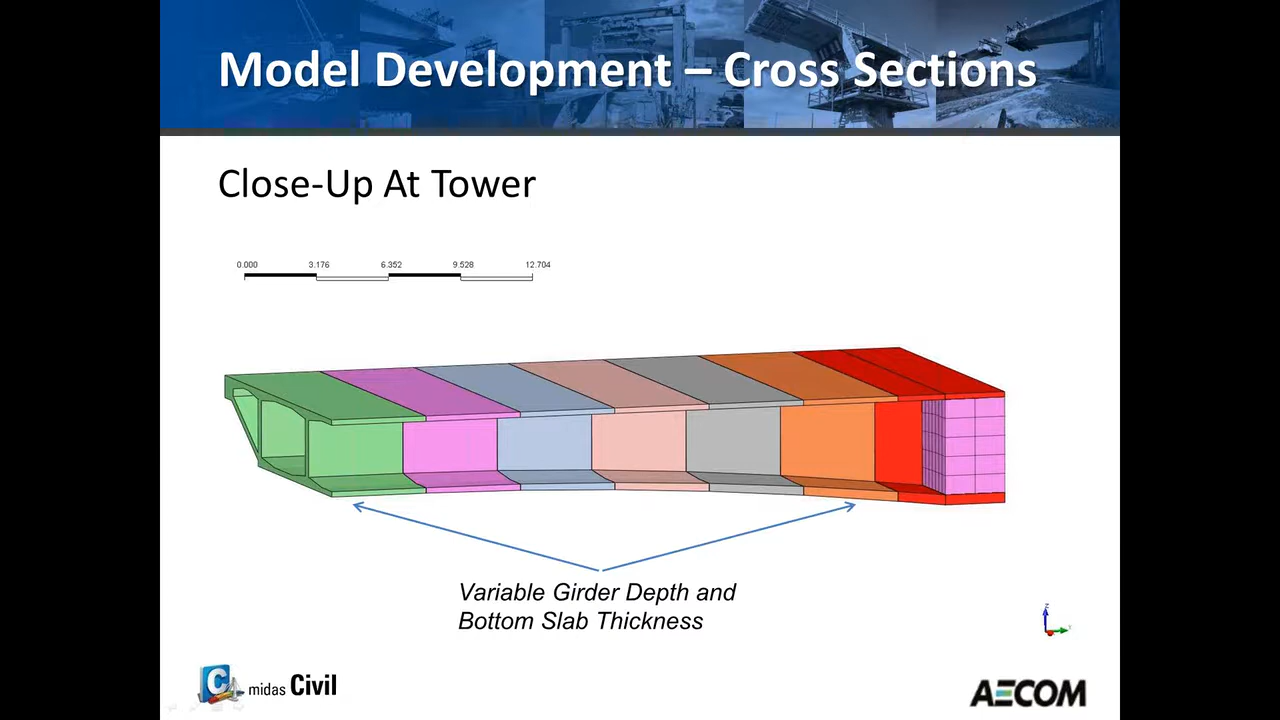 Model Development – Cross Sections
Close-Up At Tower
0.000 3.176 6.352 9.528 12.704
Variable Girder Depth and
Bottom Slab Thickness
Z
Y
C midas Civil
AECOM